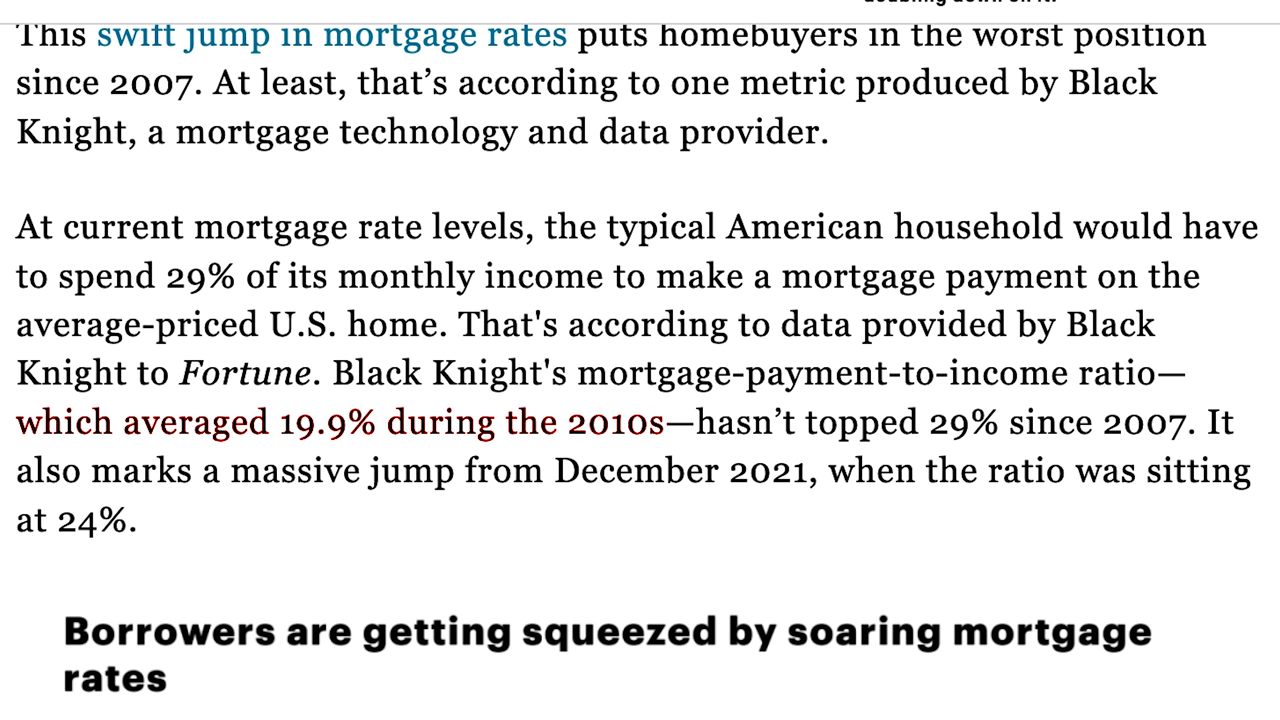 This swift jump in mortgage rates puts homebuyers in the worst position
since 2007. At least, that’s according to one metric produced by Black
Knight, a mortgage technology and data provider.
At current mortgage rate levels, the typical American household would have
to spend 29% of its monthly income to make a mortgage payment on the
average-priced U.S. home. That's according to data provided by Black
Knight to Fortune. Black Knight's mortgage-payment-to-income ratio—
which averaged 19.9% during the 2010s—hasn’t topped 29% since 2007. It
also marks a massive jump from December 2021, when the ratio was sitting
at 24%.
Borrowers are getting squeezed by soaring mortgage
rates